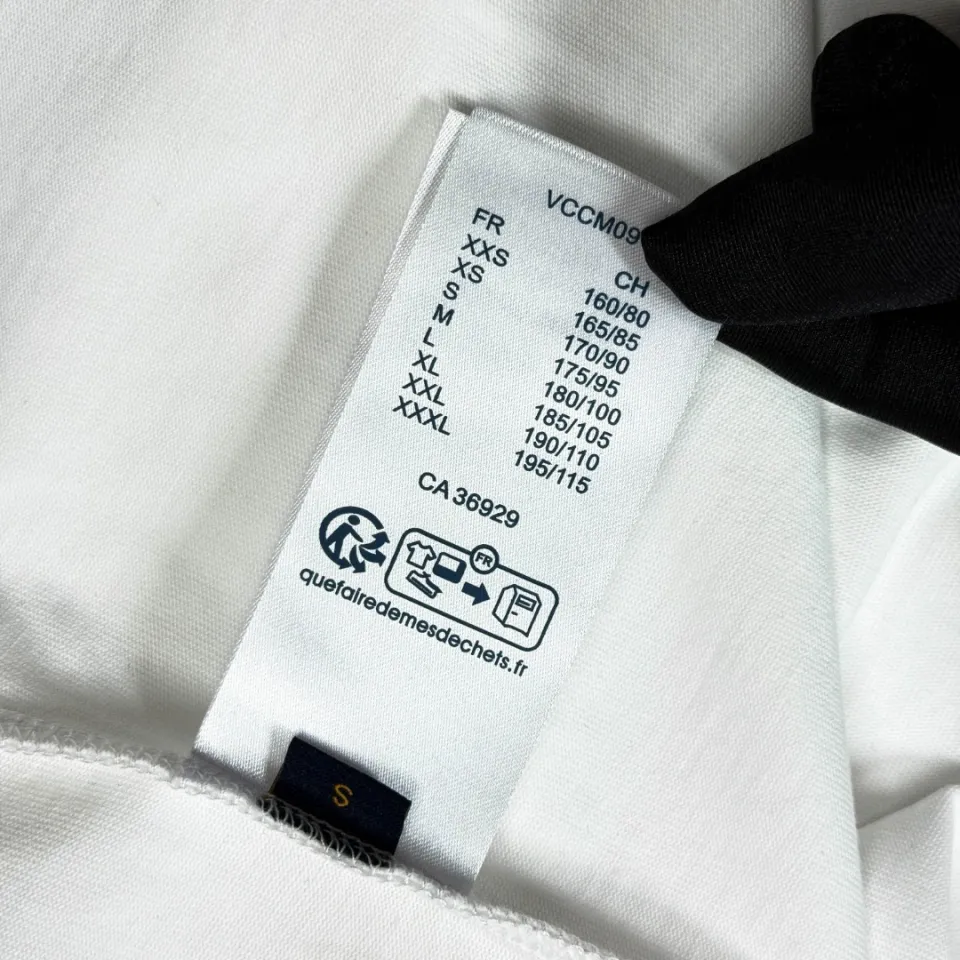 VCCM09
FR CH
XXS 160/80
XS 165/85
S 170/90
M 175/95
L 180/100
XL 185/105
XXL 190/110
XXXL 195/115
CA 36929
FR
quefairedemesdechets.fr
S